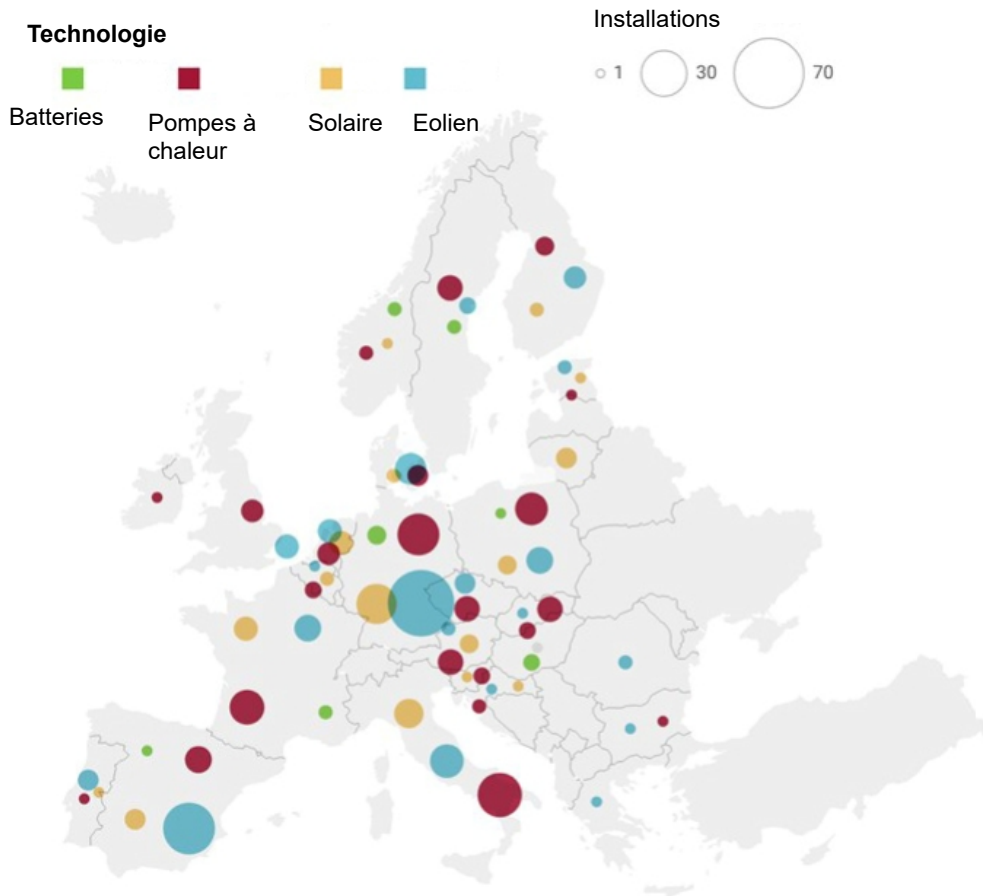 Technologie
Batteries
Pompes à
chaleur
Solaire
Eolien
Installations
1
30
70